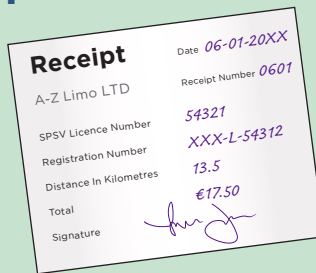 Receipt
Date 06-01-20XX
A-Z Limo LTD
Receipt Number 0601
SPSV Licence Number 54321
Registration Number XXX-L-54312
Distance In Kilometres 13.5
Total €17.50
Signature